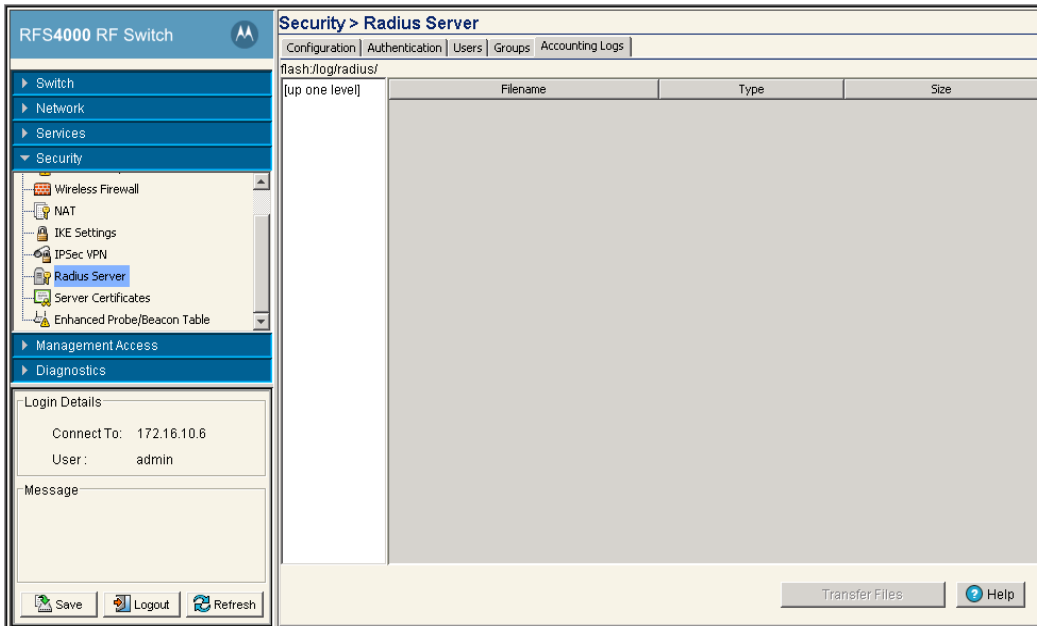 RFS4000 RF Switch
Switch
Network
Services
Security
Wireless Firewall
NAT
IKE Settings
IPSec VPN
Radius Server
Server Certificates
Enhanced Probe/Beacon Table
Management Access
Diagnostics
Login Details
Connect To: 172.16.10.6
User : admin
Message
Save Logout Refresh
Security > Radius Server
Configuration Authentication Users Groups Accounting Logs
flash:/log/radius/
[up one level] Filename Type Size
Transfer Files Help